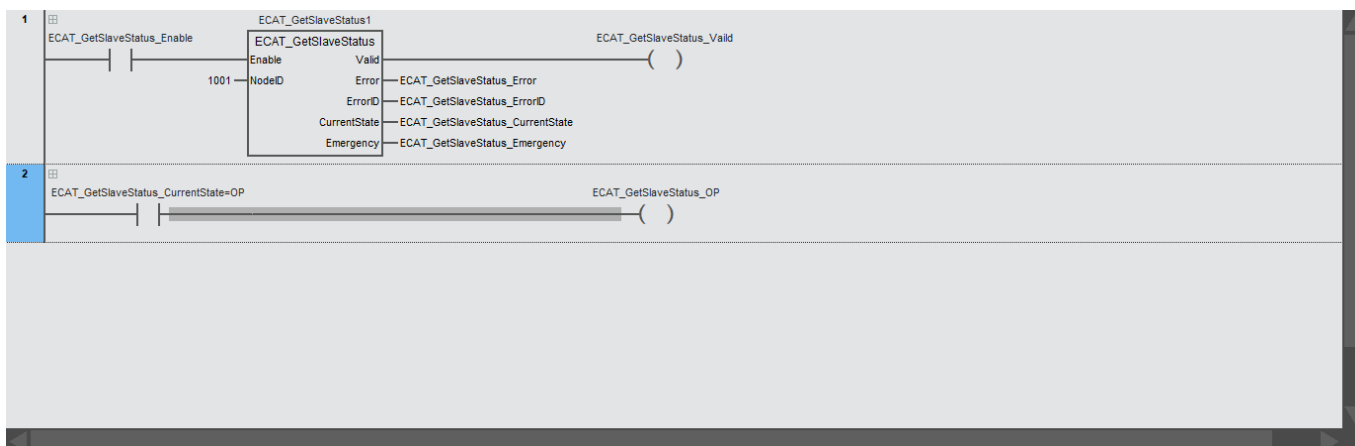 1
ECAT_GetSlaveStatus1
ECAT_GetSlaveStatus_Enable
ECAT_GetSlaveStatus
ECAT_GetSlaveStatus_Vaild
Enable Valid
1001 NodeID Error ECAT_GetSlaveStatus_Error
ErrorID ECAT_GetSlaveStatus_ErrorID
CurrentState ECAT_GetSlaveStatus_CurrentState
Emergency ECAT_GetSlaveStatus_Emergency
2
ECAT_GetSlaveStatus_CurrentState=OP ECAT_GetSlaveStatus_OP